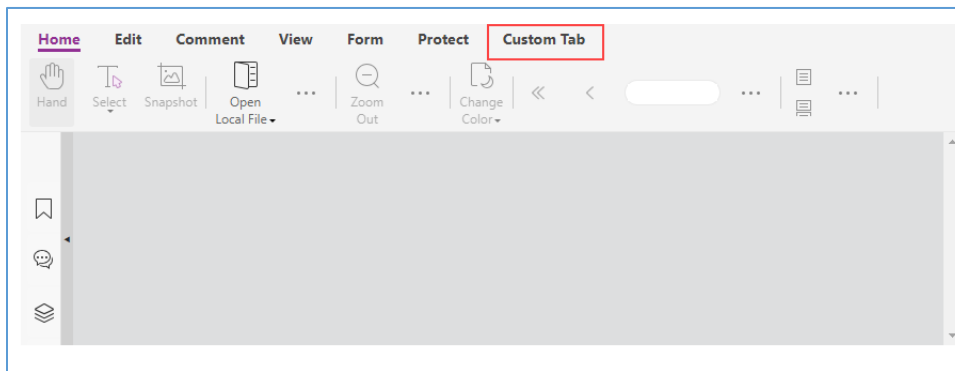 Home Edit Comment View Form Protect Custom Tab
Hand Select Snapshot Open Zoom Change
Local File Out Color